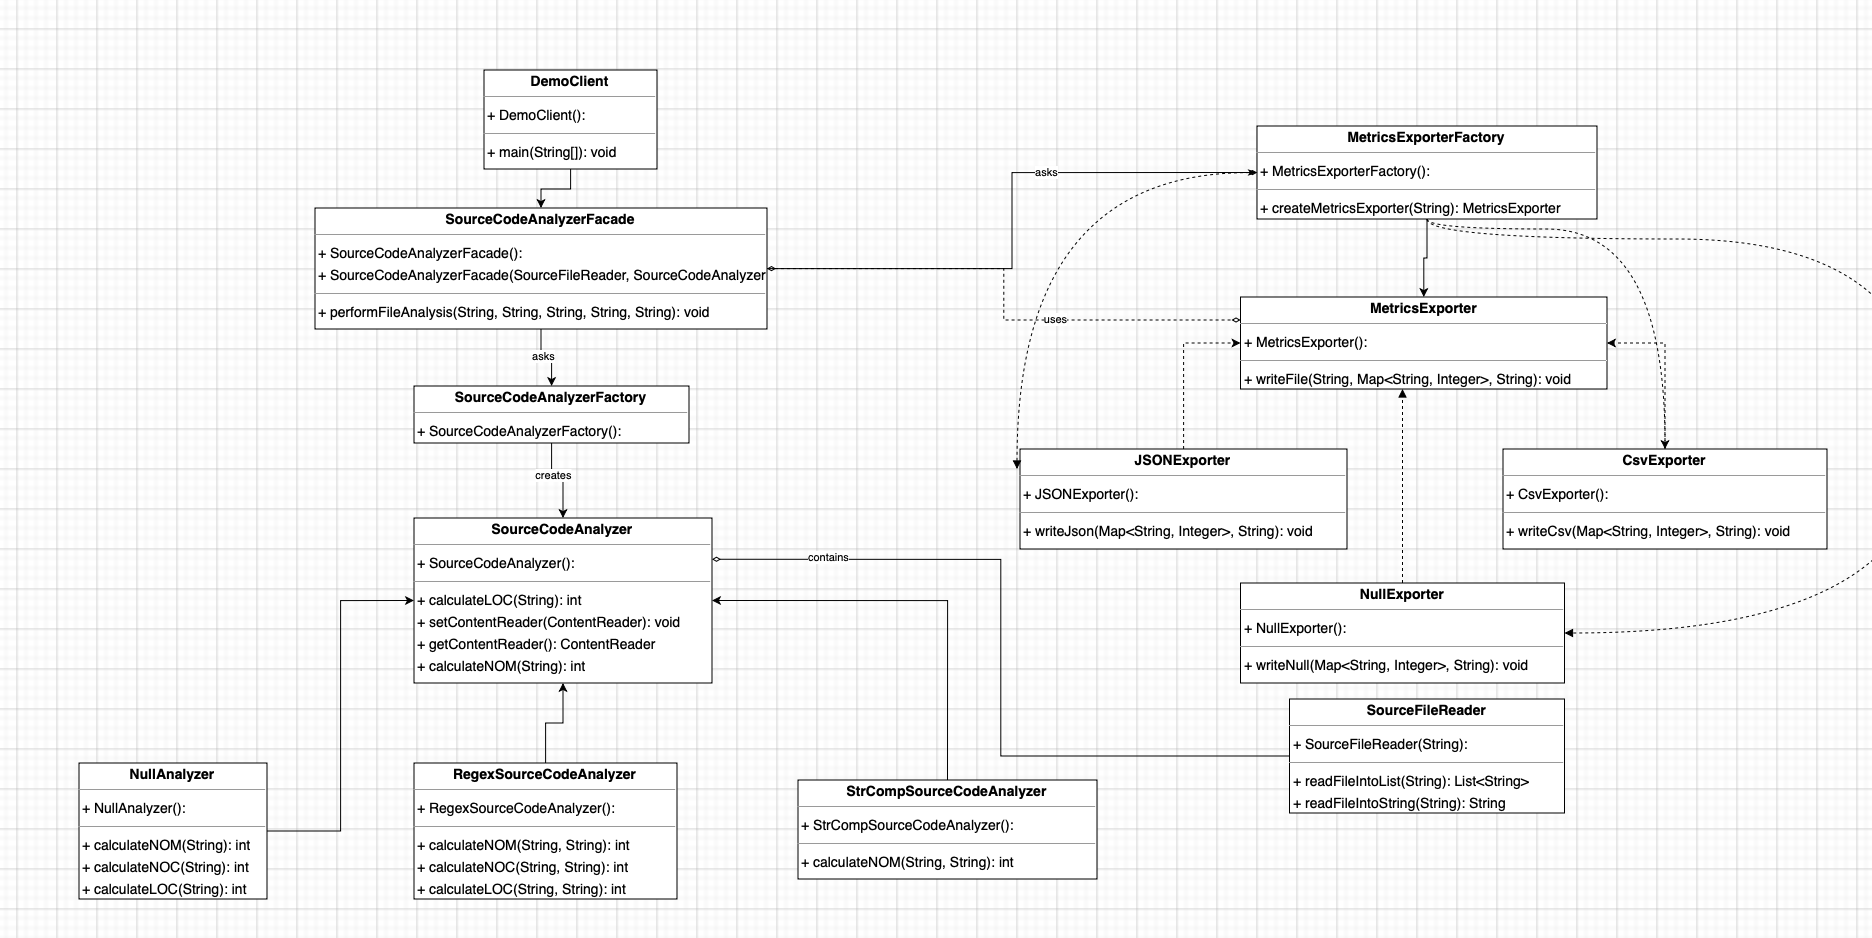 DemoClient
+ DemoClient():
+ main(String[]): void
SourceCodeAnalyzerFacade
+ SourceCodeAnalyzerFacade():
+ SourceCodeAnalyzerFacade(SourceFileReader, SourceCodeAnalyzer
+ performFileAnalysis(String, String, String, String, String): void
asks
SourceCodeAnalyzerFactory
+ SourceCodeAnalyzerFactory():
creates
SourceCodeAnalyzer
+ SourceCodeAnalyzer():
+ calculateLOC(String): int
+ setContentReader(ContentReader): void
+ getContentReader(): ContentReader
+ calculateNOM(String): int
contains
NullAnalyzer
+ NullAnalyzer():
+ calculateNOM(String): int
+ calculateNOC(String): int
+ calculateLOC(String): int
RegexSourceCodeAnalyzer
+ RegexSourceCodeAnalyzer():
+ calculateNOM(String, String): int
+ calculateNOC(String, String): int
+ calculateLOC(String, String): int
StrCompSourceCodeAnalyzer
+ StrCompSourceCodeAnalyzer():
+ calculateNOM(String, String): int
asks
MetricsExporterFactory
+ MetricsExporterFactory():
+ createMetricsExporter(String): MetricsExporter
uses
MetricsExporter
+ MetricsExporter():
+ writeFile(String, Map<String, Integer>, String): void
JSONExporter
+ JSONExporter():
+ writeJson(Map<String, Integer>, String): void
CsvExporter
+ CsvExporter():
+ writeCsv(Map<String, Integer>, String): void
NullExporter
+ NullExporter():
+ writeNull(Map<String, Integer>, String): void
SourceFileReader
+ SourceFileReader(String):
+ readFileIntoList(String): List<String>
+ readFileIntoString(String): String